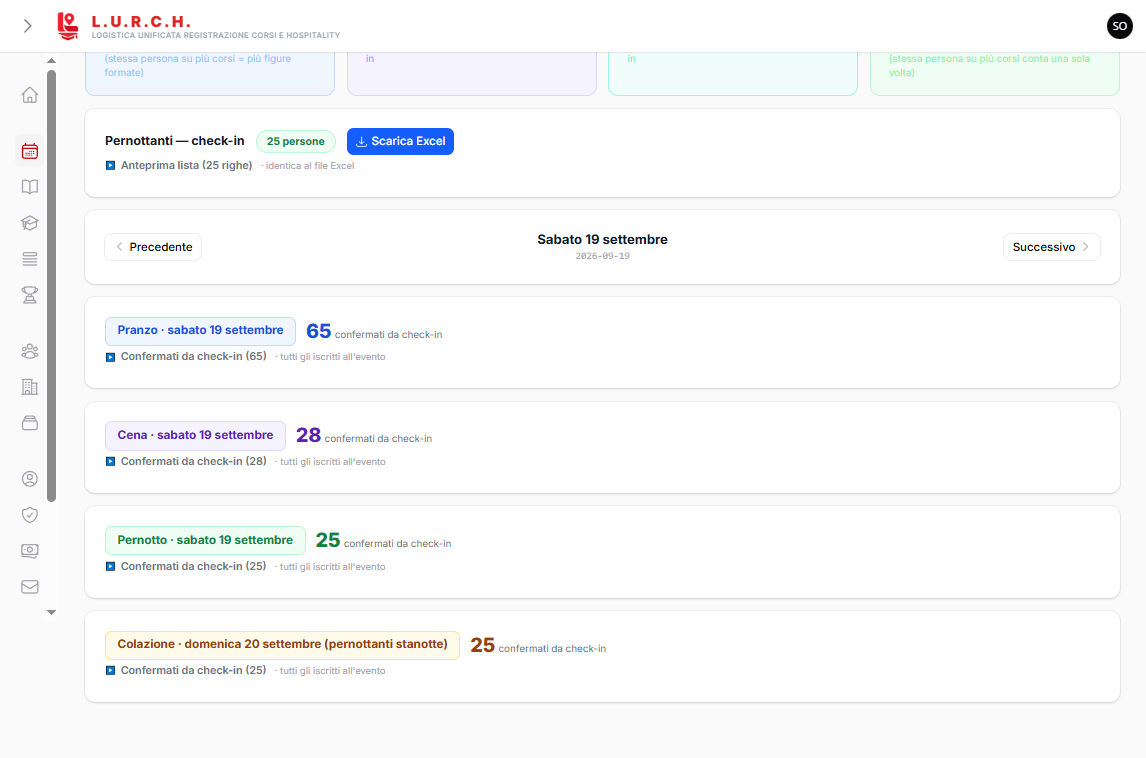 L.U.R.C.H.
LOGISTICA UNIFICATA REGISTRAZIONE CORSI E HOSPITALITY
SO
(stessa persona su più corsi = più figure
formate)
in
in
(stessa persona su più corsi conta una sola
volta)
Pernottanti — check-in
25 persone
Scarica Excel
Anteprima lista (25 righe) · identica al file Excel
Precedente
Sabato 19 settembre
2026-09-19
Successivo
Pranzo · sabato 19 settembre
65 confermati da check-in
Confermati da check-in (65) · tutti gli iscritti all'evento
Cena · sabato 19 settembre
28 confermati da check-in
Confermati da check-in (28) · tutti gli iscritti all'evento
Pernotto · sabato 19 settembre
25 confermati da check-in
Confermati da check-in (25) · tutti gli iscritti all'evento
Colazione · domenica 20 settembre (pernottanti stanotte)
25 confermati da check-in
Confermati da check-in (25) · tutti gli iscritti all'evento